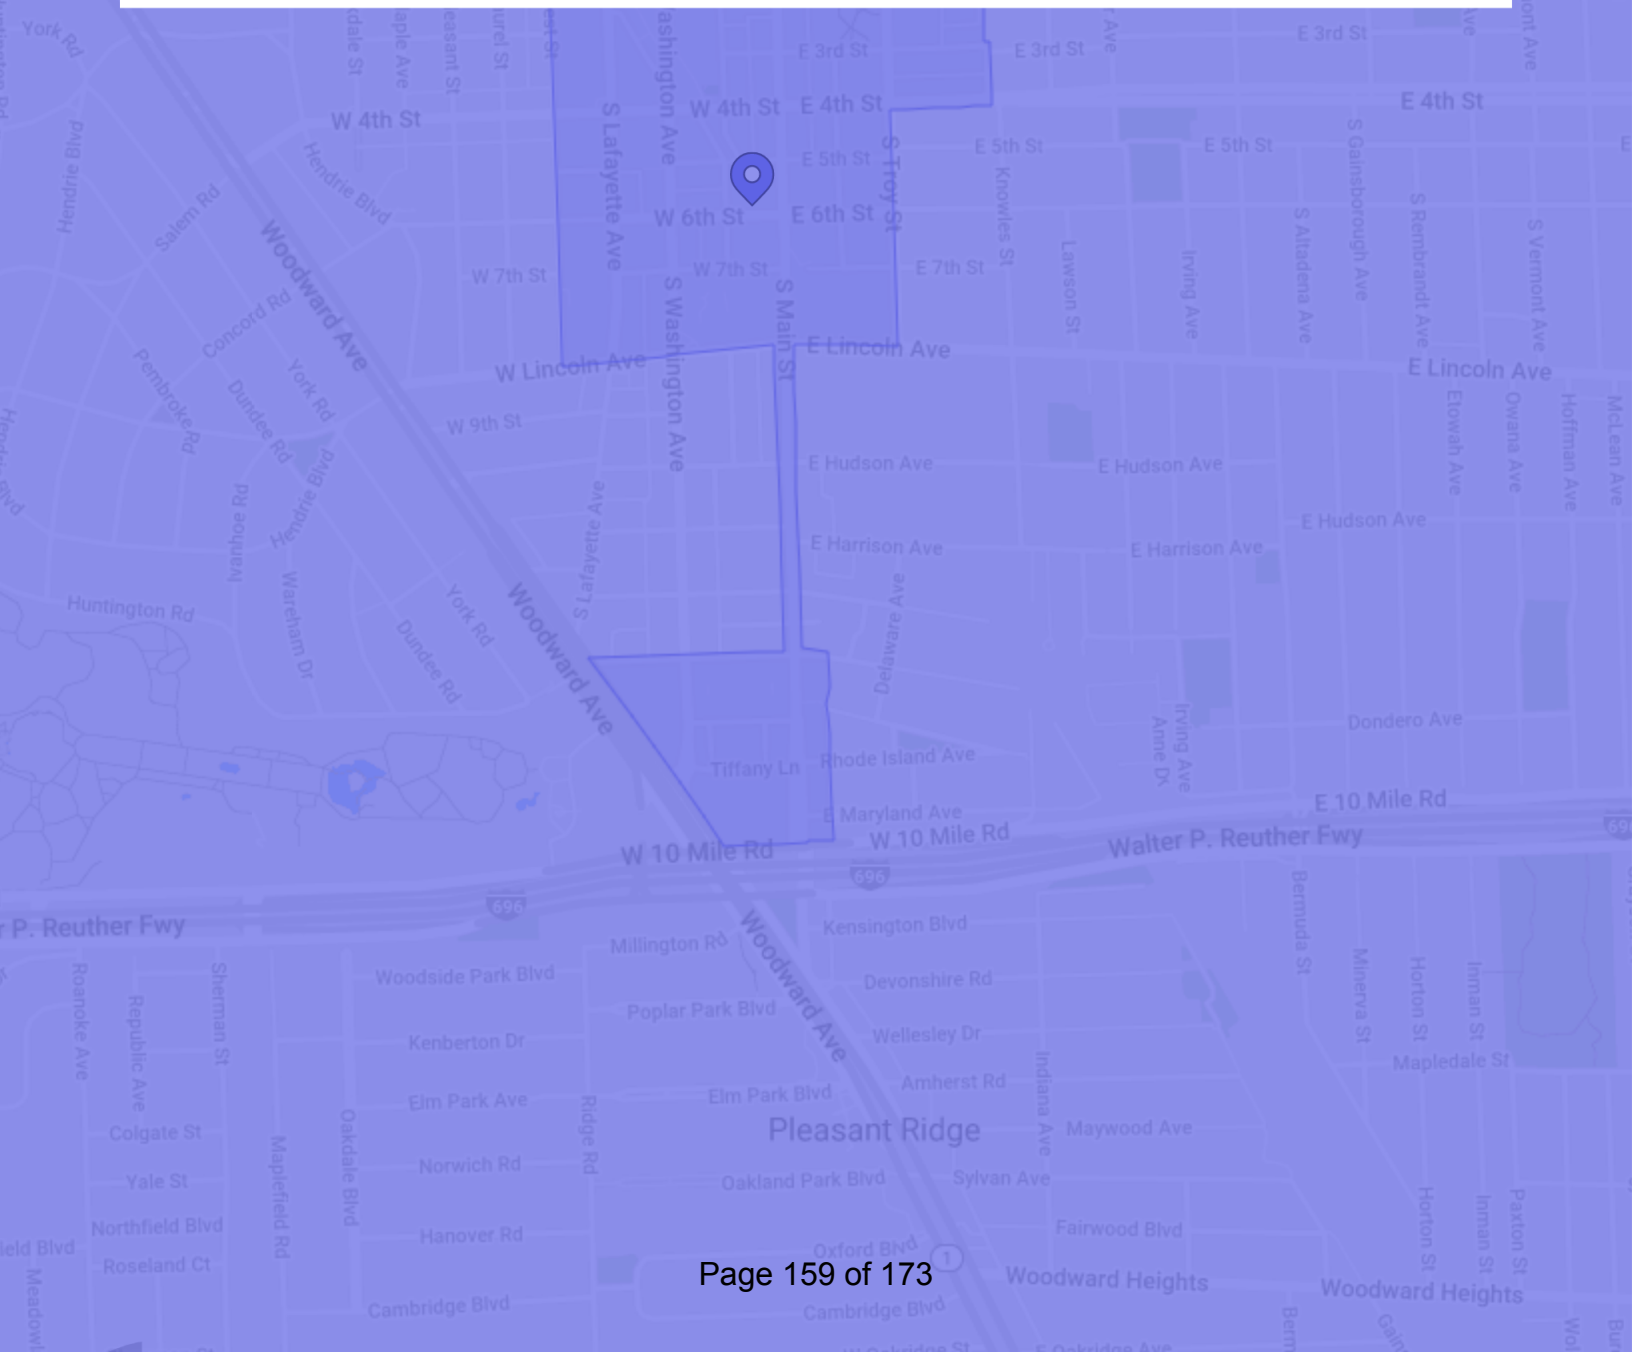 York Rd
E 3rd St
E 3rd St
E 3rd St
W 4th St
W 4th St
E 4th St
E 4th St
Hendrie Blvd
Hendrie Blvd
Salem Rd
S Lafayette Ave
E 5th St
E 5th St
E 5th St
S Troy St
Knowles St
S Gainsborough Ave
W 6th St
E 6th St
Woodward Ave
W 7th St
W 7th St
E 7th St
Lawson St
Irving Ave
S Altadena Ave
S Rembrandt Ave
S Vermont Ave
Concord Rd
Pembroke Rd
Dundee Rd
York Rd
S Washington Ave
S Main St
W Lincoln Ave
E Lincoln Ave
E Lincoln Ave
W 9th St
Etowah Ave
Owana Ave
Hoffman Ave
McLean Ave
E Hudson Ave
E Hudson Ave
E Hudson Ave
Ivanhoe Rd
Hendrie Blvd
S Lafayette Ave
E Harrison Ave
E Harrison Ave
Huntington Rd
Wareham Dr
York Rd
Dundee Rd
Woodward Ave
Delaware Ave
Irving Ave
Anne Dr
Dondero Ave
Tiffany Ln
Rhode Island Ave
E Maryland Ave
E 10 Mile Rd
W 10 Mile Rd
W 10 Mile Rd
Walter P. Reuther Fwy
696
696
696
r P. Reuther Fwy
Woodward Ave
Kensington Blvd
Millington Rd
Woodside Park Blvd
Devonshire Rd
Poplar Park Blvd
Wellesley Dr
Kenberton Dr
Bermuda St
Minerva St
Horton St
Inman St
Mapledale St
Roanoke Ave
Republic Ave
Sherman St
Amherst Rd
Elm Park Ave
Elm Park Blvd
Indiana Ave
Pleasant Ridge
Maywood Ave
Colgate St
Oakdale Blvd
Maplefield Rd
Ridge Rd
Norwich Rd
Yale St
Oakland Park Blvd
Sylvan Ave
Northfield Blvd
Hanover Rd
Fairwood Blvd
Horton St
Inman St
Paxton St
field Blvd
Roseland Ct
Oxford Blvd
1
Page 159 of 173
Woodward Heights
Woodward Heights
Cambridge Blvd
Cambridge Blvd